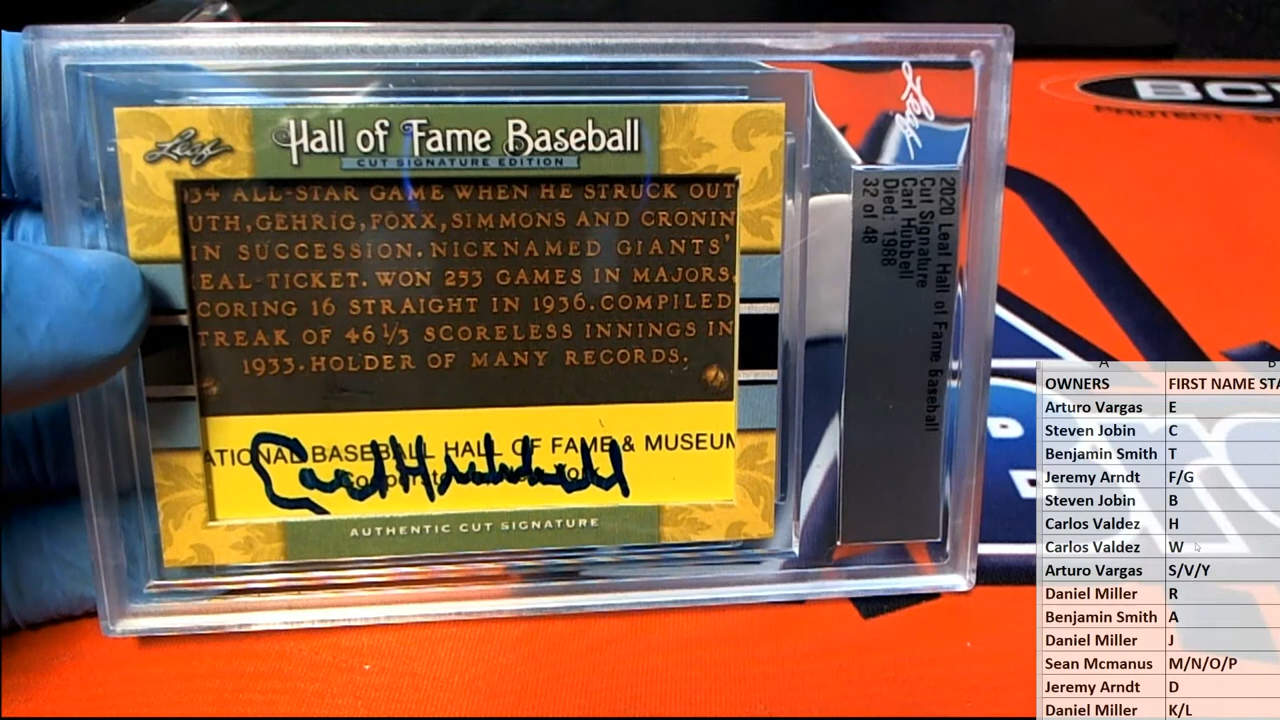 Leaf
Hall of Fame Baseball
CUT SIGNATURE EDITION
34 ALL-STAR GAME WHEN HE STRUCK OUT
UTH, GEHRIG, FOXX, SIMMONS AND CRONIN
IN SUCCESSION. NICKNAMED GIANTS'
EAL-TICKET. WON 253 GAMES IN MAJORS,
CORING 16 STRAIGHT IN 1936. COMPILED
TREAK OF 46 1/3 SCORELESS INNINGS IN
1933. HOLDER OF MANY RECORDS.
ATIONAL BASEBALL HALL OF FAME & MUSEUM
Carl Hubbell
AUTHENTIC CUT SIGNATURE
Leaf
2020 Leaf Hall of Fame Baseball
Cut Signature
Carl Hubbell
Died: 1988
32 of 48
BCW
PROTECT
A B
OWNERS FIRST NAME STA
Arturo Vargas E
Steven Jobin C
Benjamin Smith T
Jeremy Arndt F/G
Steven Jobin B
Carlos Valdez H
Carlos Valdez W
Arturo Vargas S/V/Y
Daniel Miller R
Benjamin Smith A
Daniel Miller J
Sean Mcmanus M/N/O/P
Jeremy Arndt D
Daniel Miller K/L